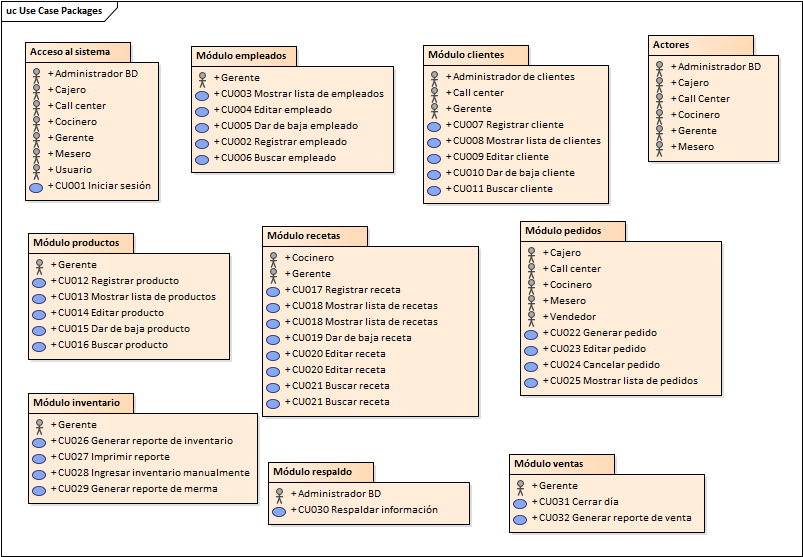 uc Use Case Packages
Acceso al sistema
+ Administrador BD
+ Cajero
+ Call center
+ Cocinero
+ Gerente
+ Mesero
+ Usuario
+ CU001 Iniciar sesión
Módulo empleados
+ Gerente
+ CU003 Mostrar lista de empleados
+ CU004 Editar empleado
+ CU005 Dar de baja empleado
+ CU002 Registrar empleado
+ CU006 Buscar empleado
Módulo clientes
+ Administrador de clientes
+ Call center
+ Gerente
+ CU007 Registrar cliente
+ CU008 Mostrar lista de clientes
+ CU009 Editar cliente
+ CU010 Dar de baja cliente
+ CU011 Buscar cliente
Actores
+ Administrador BD
+ Cajero
+ Call Center
+ Cocinero
+ Gerente
+ Mesero
Módulo productos
+ Gerente
+ CU012 Registrar producto
+ CU013 Mostrar lista de productos
+ CU014 Editar producto
+ CU015 Dar de baja producto
+ CU016 Buscar producto
Módulo recetas
+ Cocinero
+ Gerente
+ CU017 Registrar receta
+ CU018 Mostrar lista de recetas
+ CU018 Mostrar lista de recetas
+ CU019 Dar de baja receta
+ CU020 Editar receta
+ CU020 Editar receta
+ CU021 Buscar receta
+ CU021 Buscar receta
Módulo pedidos
+ Cajero
+ Call center
+ Cocinero
+ Mesero
+ Vendedor
+ CU022 Generar pedido
+ CU023 Editar pedido
+ CU024 Cancelar pedido
+ CU025 Mostrar lista de pedidos
Módulo inventario
+ Gerente
+ CU026 Generar reporte de inventario
+ CU027 Imprimir reporte
+ CU028 Ingresar inventario manualmente
+ CU029 Generar reporte de merma
Módulo respaldo
+ Administrador BD
+ CU030 Respaldar información
Módulo ventas
+ Gerente
+ CU031 Cerrar día
+ CU032 Generar reporte de venta